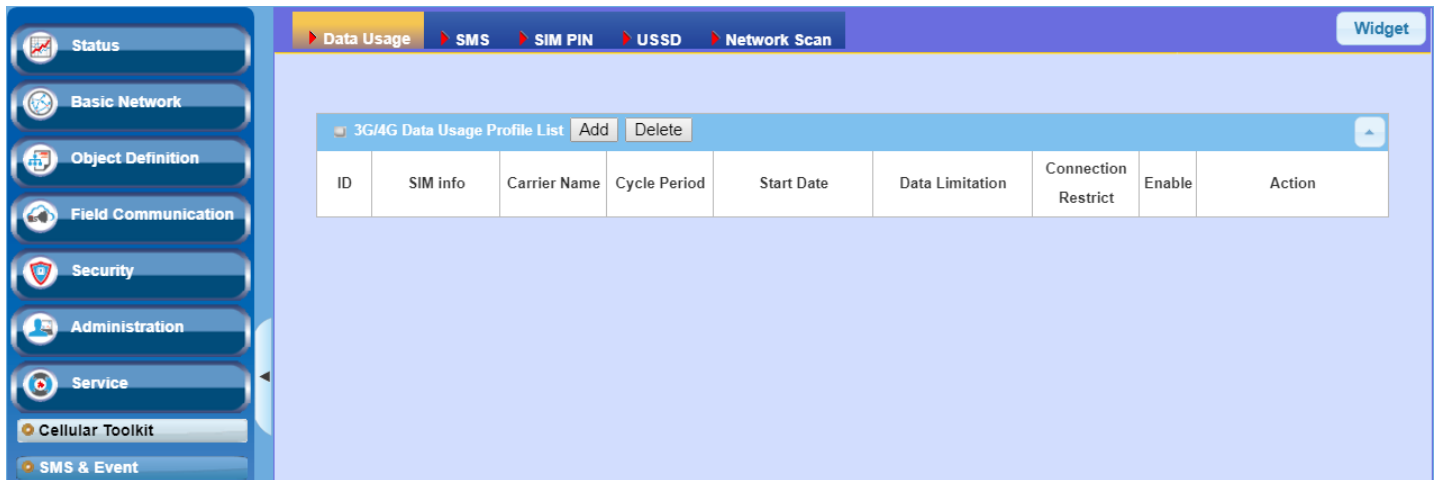 Status
Basic Network
Object Definition
Field Communication
Security
Administration
Service
Cellular Toolkit
SMS & Event
Data Usage SMS SIM PIN USSD Network Scan
Widget
3G/4G Data Usage Profile List Add Delete
ID SIM info Carrier Name Cycle Period Start Date Data Limitation Connection Restrict Enable Action